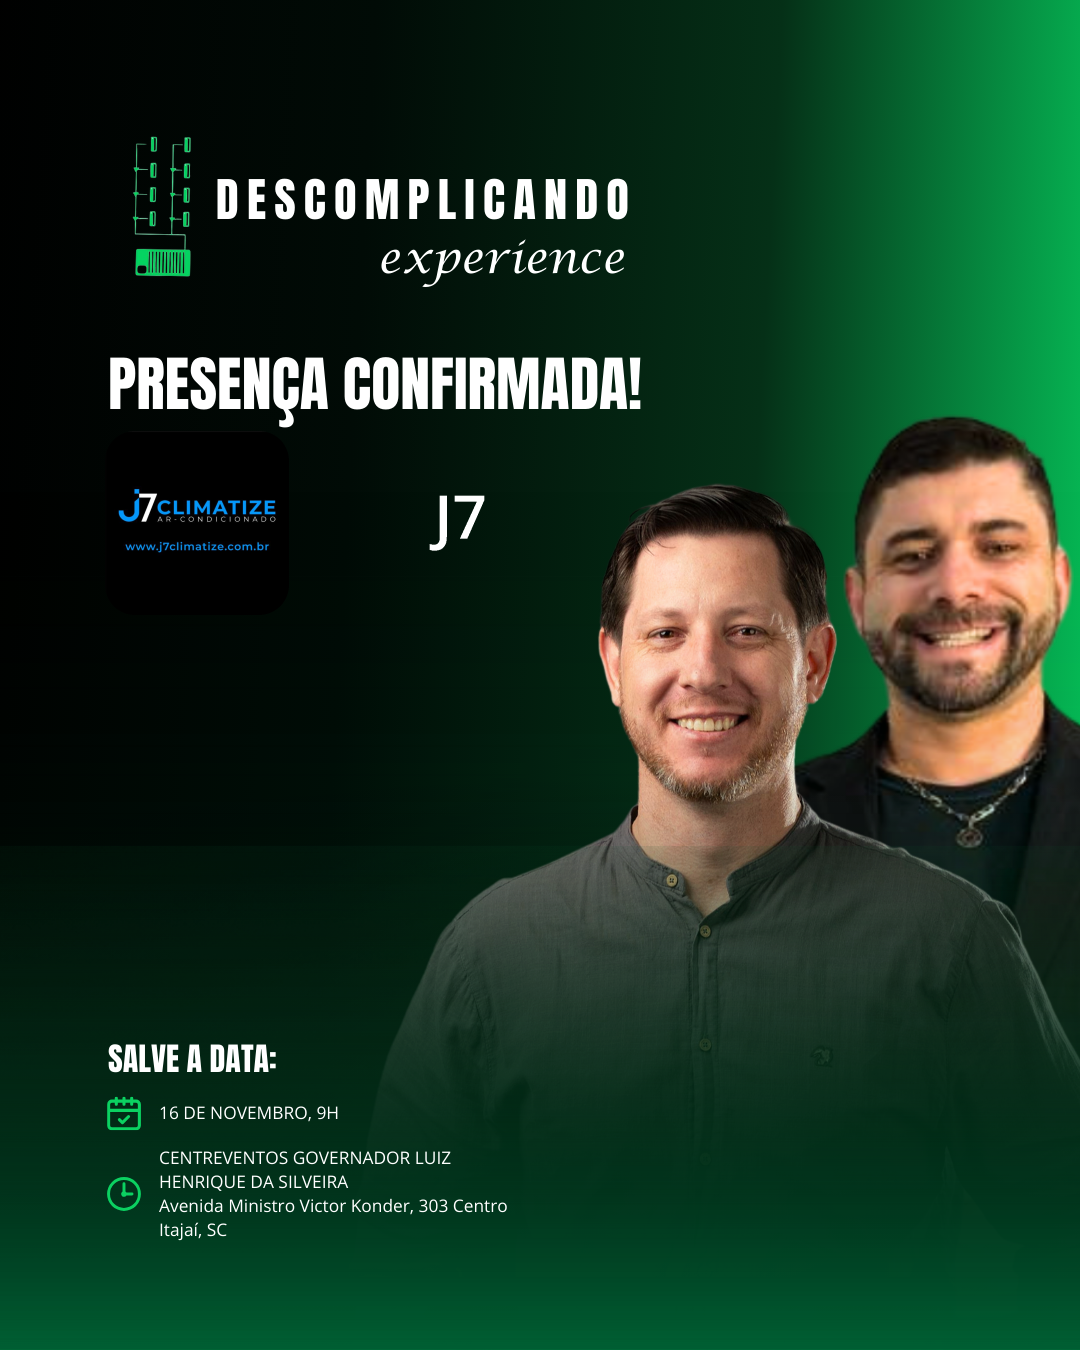 DESCOMPLICANDO
experience
PRESENÇA CONFIRMADA!
J7CLIMATIZE
AR-CONDICIONADO
www.j7climatize.com.br
J7
SALVE A DATA:
16 DE NOVEMBRO, 9H
CENTREVENTOS GOVERNADOR LUIZ
HENRIQUE DA SILVEIRA
Avenida Ministro Victor Konder, 303 Centro
Itajaí, SC